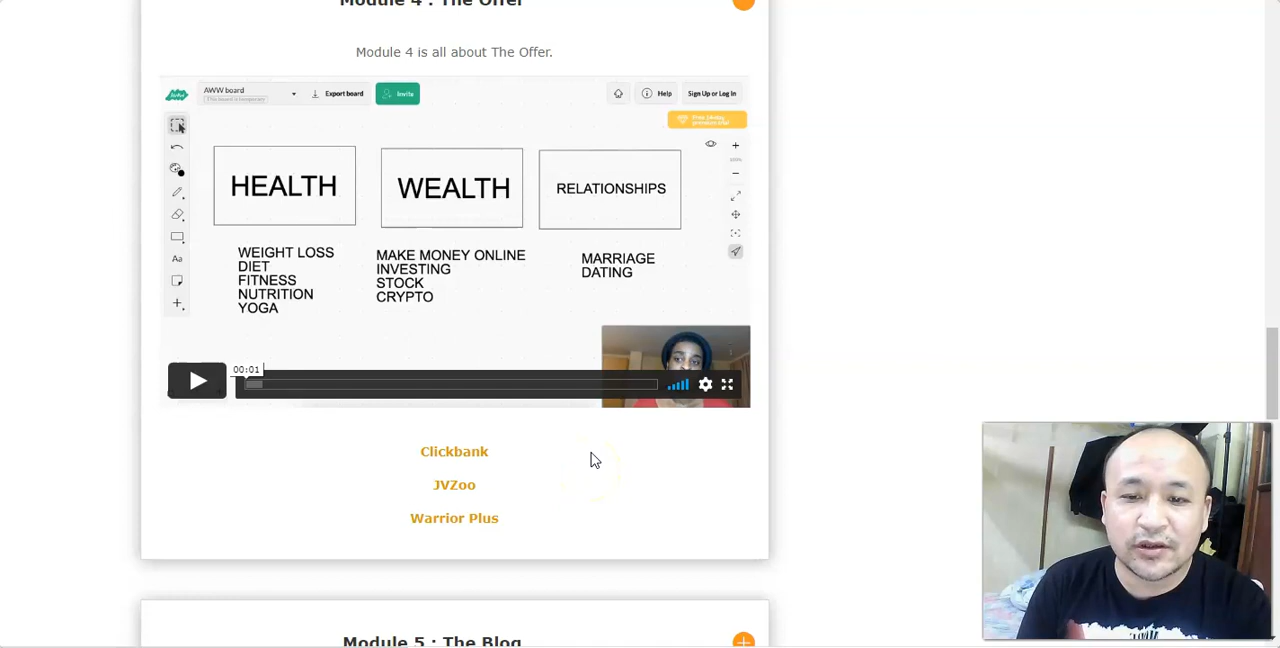 Module 4 : The Offer
Module 4 is all about The Offer.
AWW board
Export board
Invite
Help
Sign Up or Log In
HEALTH
WEALTH
RELATIONSHIPS
WEIGHT LOSS
DIET
FITNESS
NUTRITION
YOGA
MAKE MONEY ONLINE
INVESTING
STOCK
CRYPTO
MARRIAGE
DATING
Aa
00:01
Clickbank
JVZoo
Warrior Plus
Module 5 : The Blog